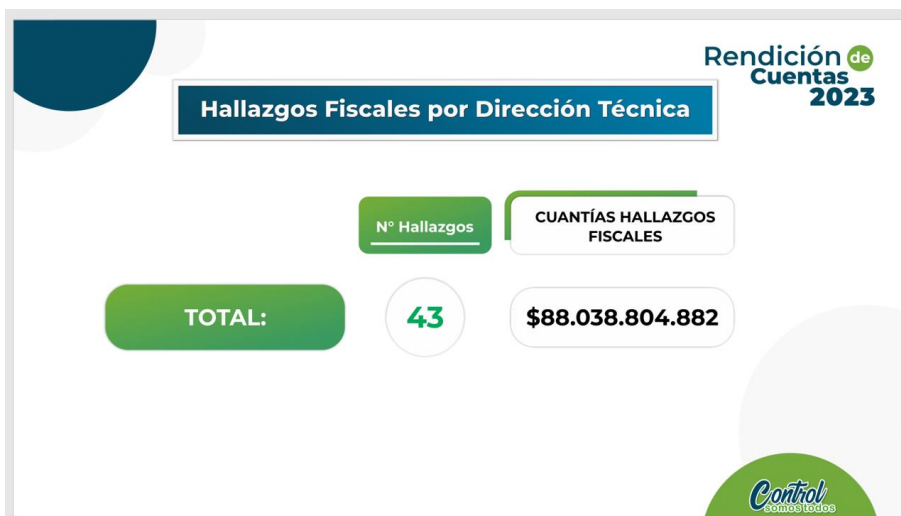 Rendición de
Cuentas
2023
Hallazgos Fiscales por Dirección Técnica
N° Hallazgos
CUANTÍAS HALLAZGOS
FISCALES
TOTAL:
43
$88.038.804.882
Control
somos todos